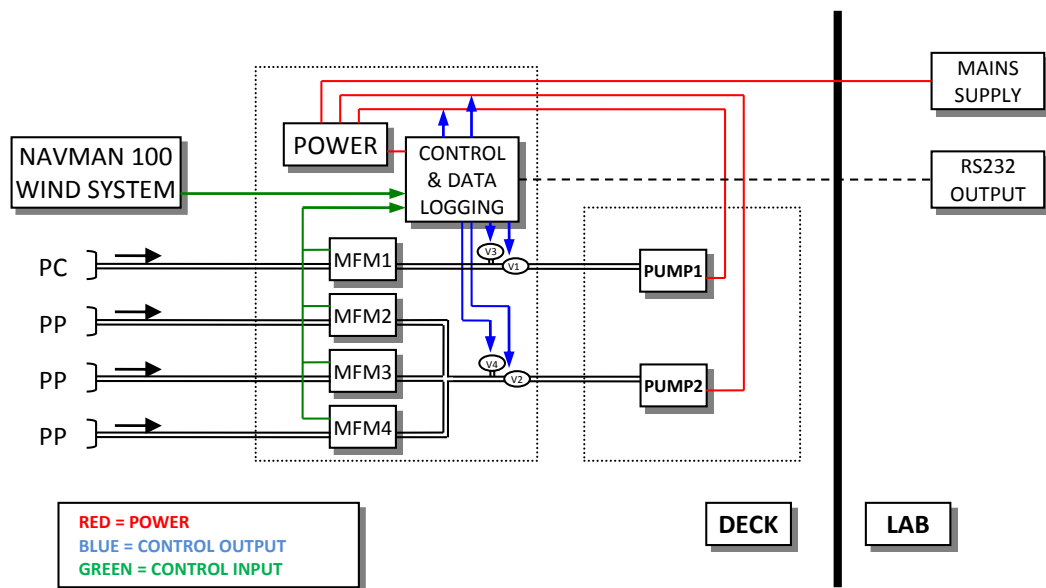 MAINS
SUPPLY
POWER
CONTROL
& DATA
LOGGING
NAVMAN 100
WIND SYSTEM
RS232
OUTPUT
PC
MFM1
V3
V1
PUMP1
PP
MFM2
PP
MFM3
V4
V2
PUMP2
PP
MFM4
RED = POWER
BLUE = CONTROL OUTPUT
GREEN = CONTROL INPUT
DECK
LAB